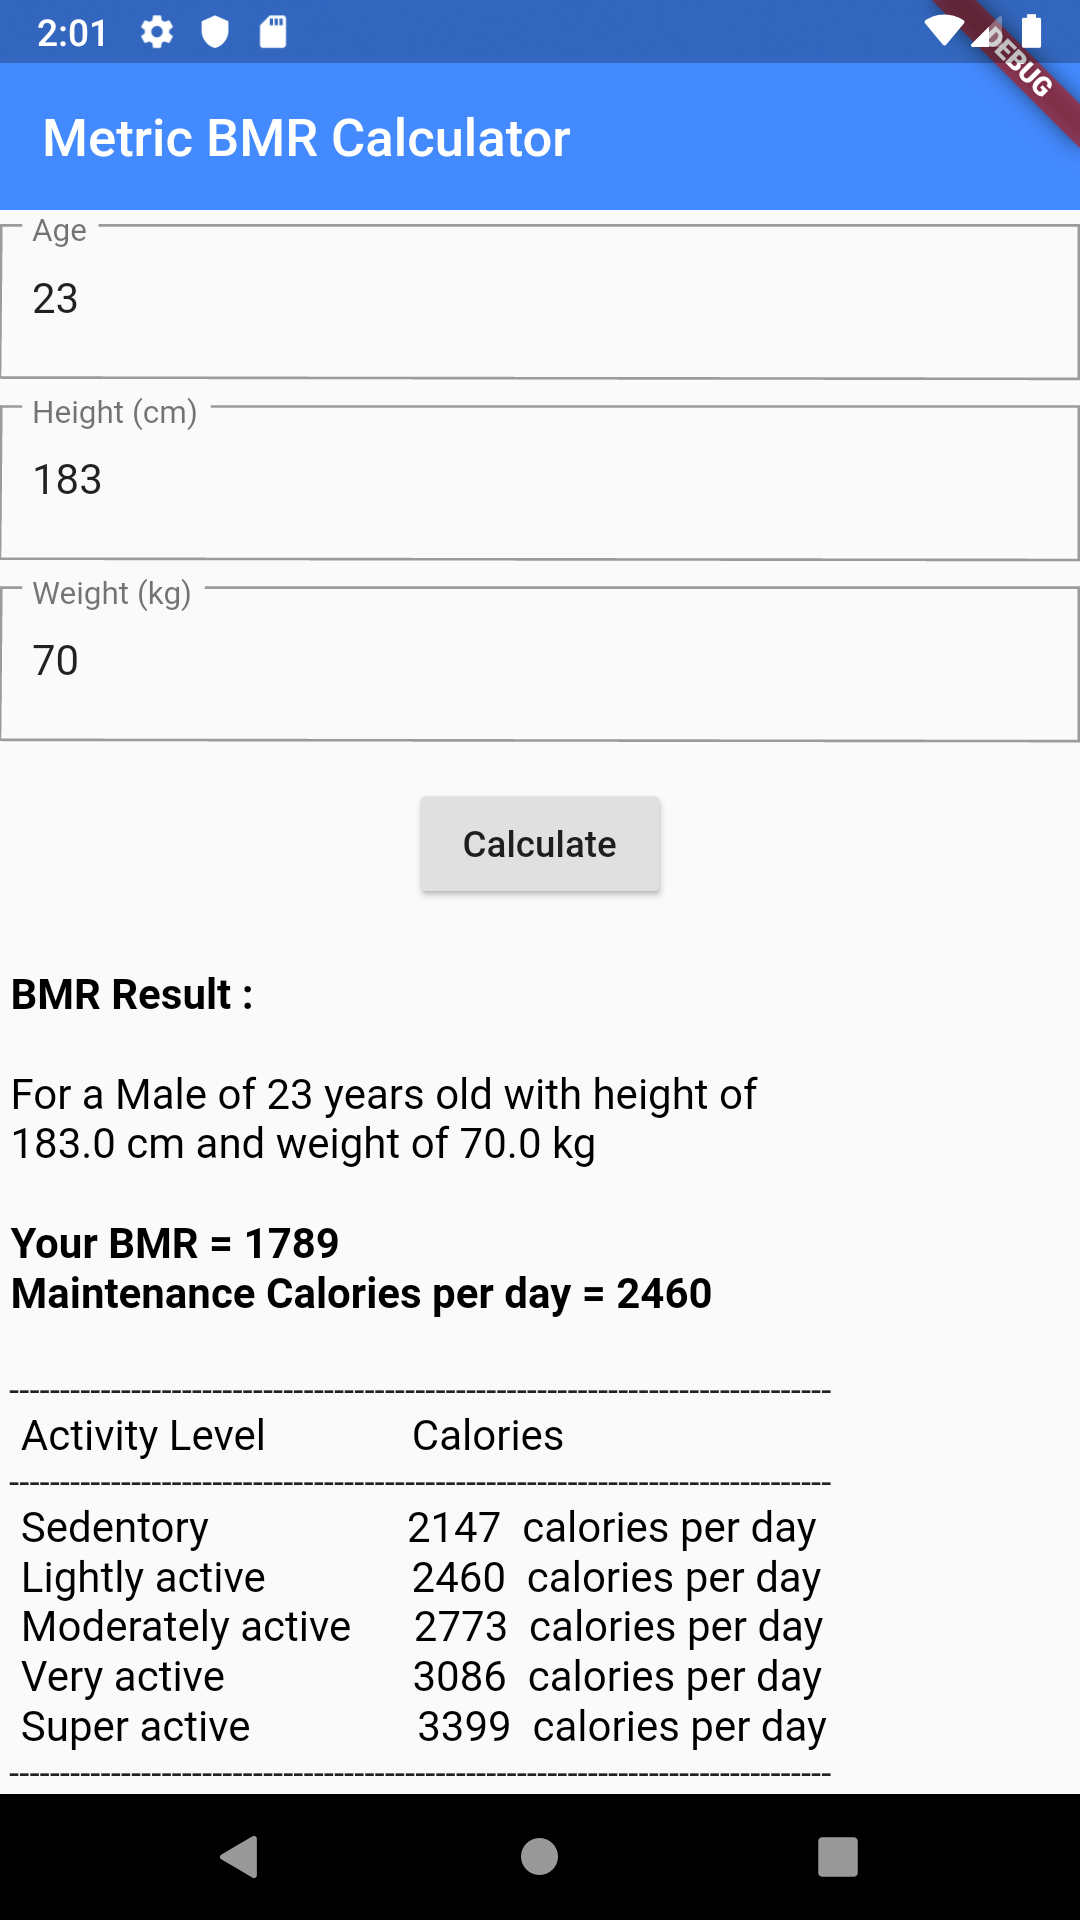 2:01
DEBUG
Metric BMR Calculator
Age
23
Height (cm)
183
Weight (kg)
70
Calculate
BMR Result :
For a Male of 23 years old with height of
183.0 cm and weight of 70.0 kg
Your BMR = 1789
Maintenance Calories per day = 2460
--------------------------------------------------------------------------------
Activity Level Calories
--------------------------------------------------------------------------------
Sedentory 2147 calories per day
Lightly active 2460 calories per day
Moderately active 2773 calories per day
Very active 3086 calories per day
Super active 3399 calories per day
--------------------------------------------------------------------------------